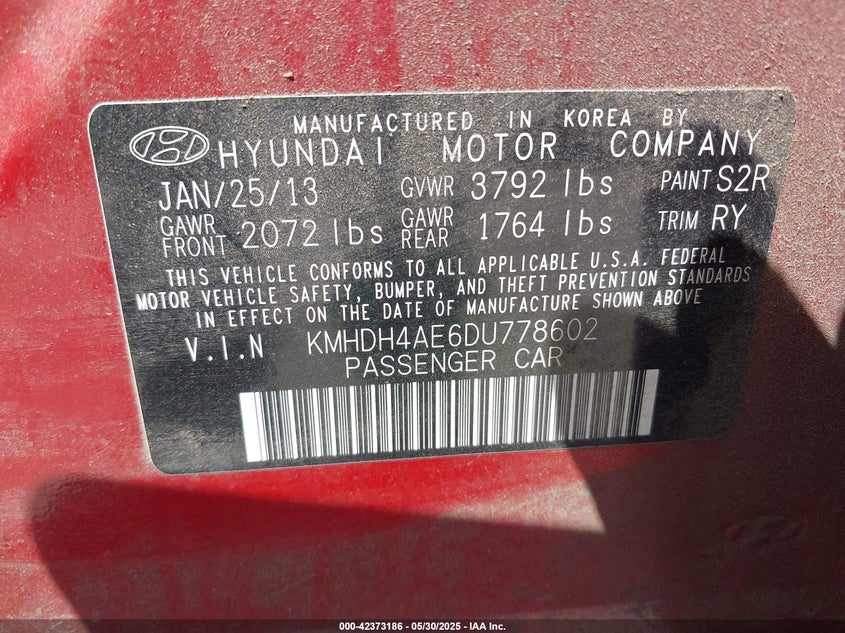 MANUFACTURED IN KOREA BY
HYUNDAI MOTOR COMPANY
JAN/25/13 GVWR 3792 lbs PAINT S2R
GAWR FRONT 2072 lbs GAWR REAR 1764 lbs TRIM RY
THIS VEHICLE CONFORMS TO ALL APPLICABLE U.S.A. FEDERAL
MOTOR VEHICLE SAFETY, BUMPER, AND THEFT PREVENTION STANDARDS
IN EFFECT ON THE DATE OF MANUFACTURE SHOWN ABOVE.
V.I.N KMHDH4AE6DU778602
PASSENGER CAR
000-42373186 - 05/30/2025 - IAA Inc.